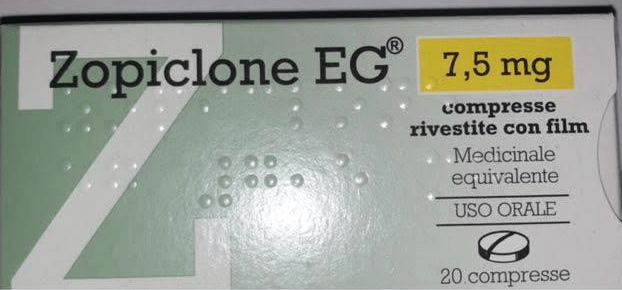 Zopiclone EG® 7,5 mg
compresse
rivestite con film
Medicinale
equivalente
USO ORALE
20 compresse